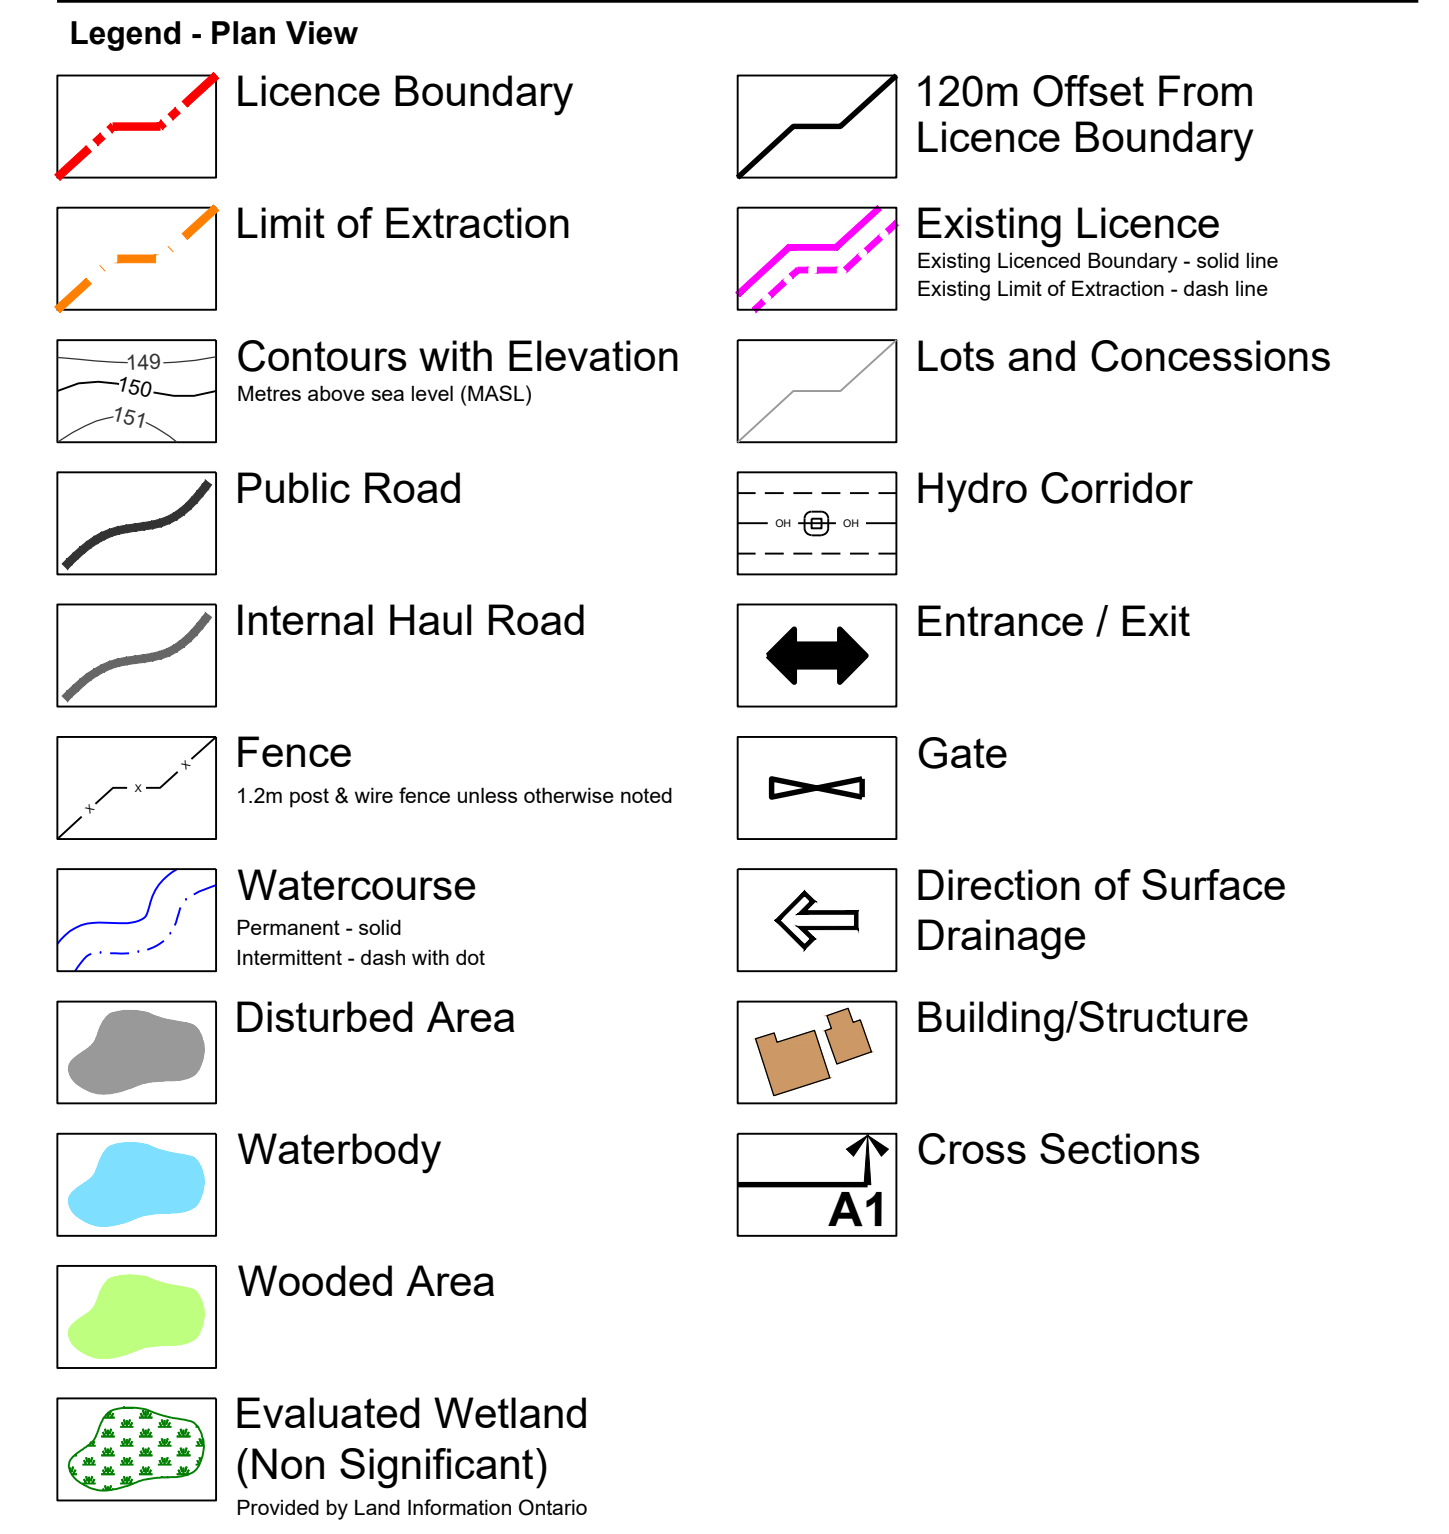 Legend - Plan View
Licence Boundary
Limit of Extraction
149
150
151
Contours with Elevation
Metres above sea level (MASL)
Public Road
Internal Haul Road
x
x
x
Fence
1.2m post & wire fence unless otherwise noted
Watercourse
Permanent - solid
Intermittent - dash with dot
Disturbed Area
Waterbody
Wooded Area
Evaluated Wetland
(Non Significant)
Provided by Land Information Ontario
120m Offset From
Licence Boundary
Existing Licence
Existing Licenced Boundary - solid line
Existing Limit of Extraction - dash line
Lots and Concessions
OH OH
Hydro Corridor
Entrance / Exit
Gate
Direction of Surface
Drainage
Building/Structure
A1
Cross Sections